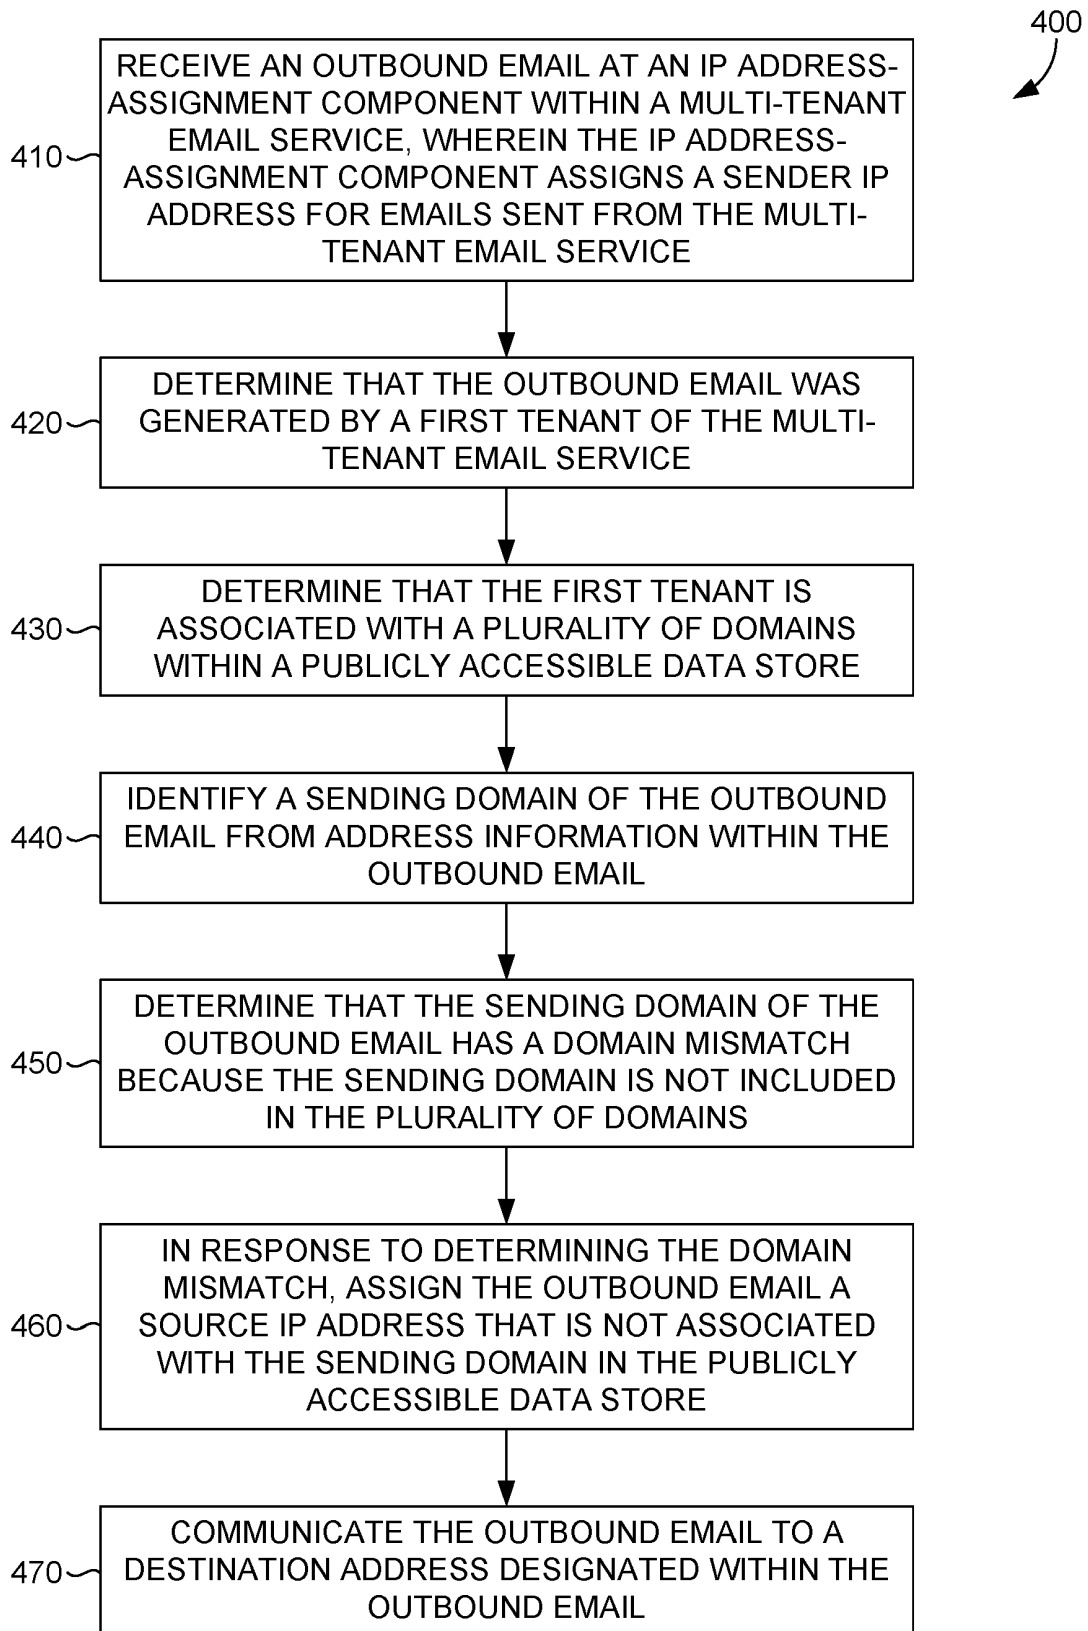 400
410
RECEIVE AN OUTBOUND EMAIL AT AN IP ADDRESS-
ASSIGNMENT COMPONENT WITHIN A MULTI-TENANT
EMAIL SERVICE, WHEREIN THE IP ADDRESS-
ASSIGNMENT COMPONENT ASSIGNS A SENDER IP
ADDRESS FOR EMAILS SENT FROM THE MULTI-
TENANT EMAIL SERVICE
420
DETERMINE THAT THE OUTBOUND EMAIL WAS
GENERATED BY A FIRST TENANT OF THE MULTI-
TENANT EMAIL SERVICE
430
DETERMINE THAT THE FIRST TENANT IS
ASSOCIATED WITH A PLURALITY OF DOMAINS
WITHIN A PUBLICLY ACCESSIBLE DATA STORE
440
IDENTIFY A SENDING DOMAIN OF THE OUTBOUND
EMAIL FROM ADDRESS INFORMATION WITHIN THE
OUTBOUND EMAIL
450
DETERMINE THAT THE SENDING DOMAIN OF THE
OUTBOUND EMAIL HAS A DOMAIN MISMATCH
BECAUSE THE SENDING DOMAIN IS NOT INCLUDED
IN THE PLURALITY OF DOMAINS
460
IN RESPONSE TO DETERMINING THE DOMAIN
MISMATCH, ASSIGN THE OUTBOUND EMAIL A
SOURCE IP ADDRESS THAT IS NOT ASSOCIATED
WITH THE SENDING DOMAIN IN THE PUBLICLY
ACCESSIBLE DATA STORE
470
COMMUNICATE THE OUTBOUND EMAIL TO A
DESTINATION ADDRESS DESIGNATED WITHIN THE
OUTBOUND EMAIL